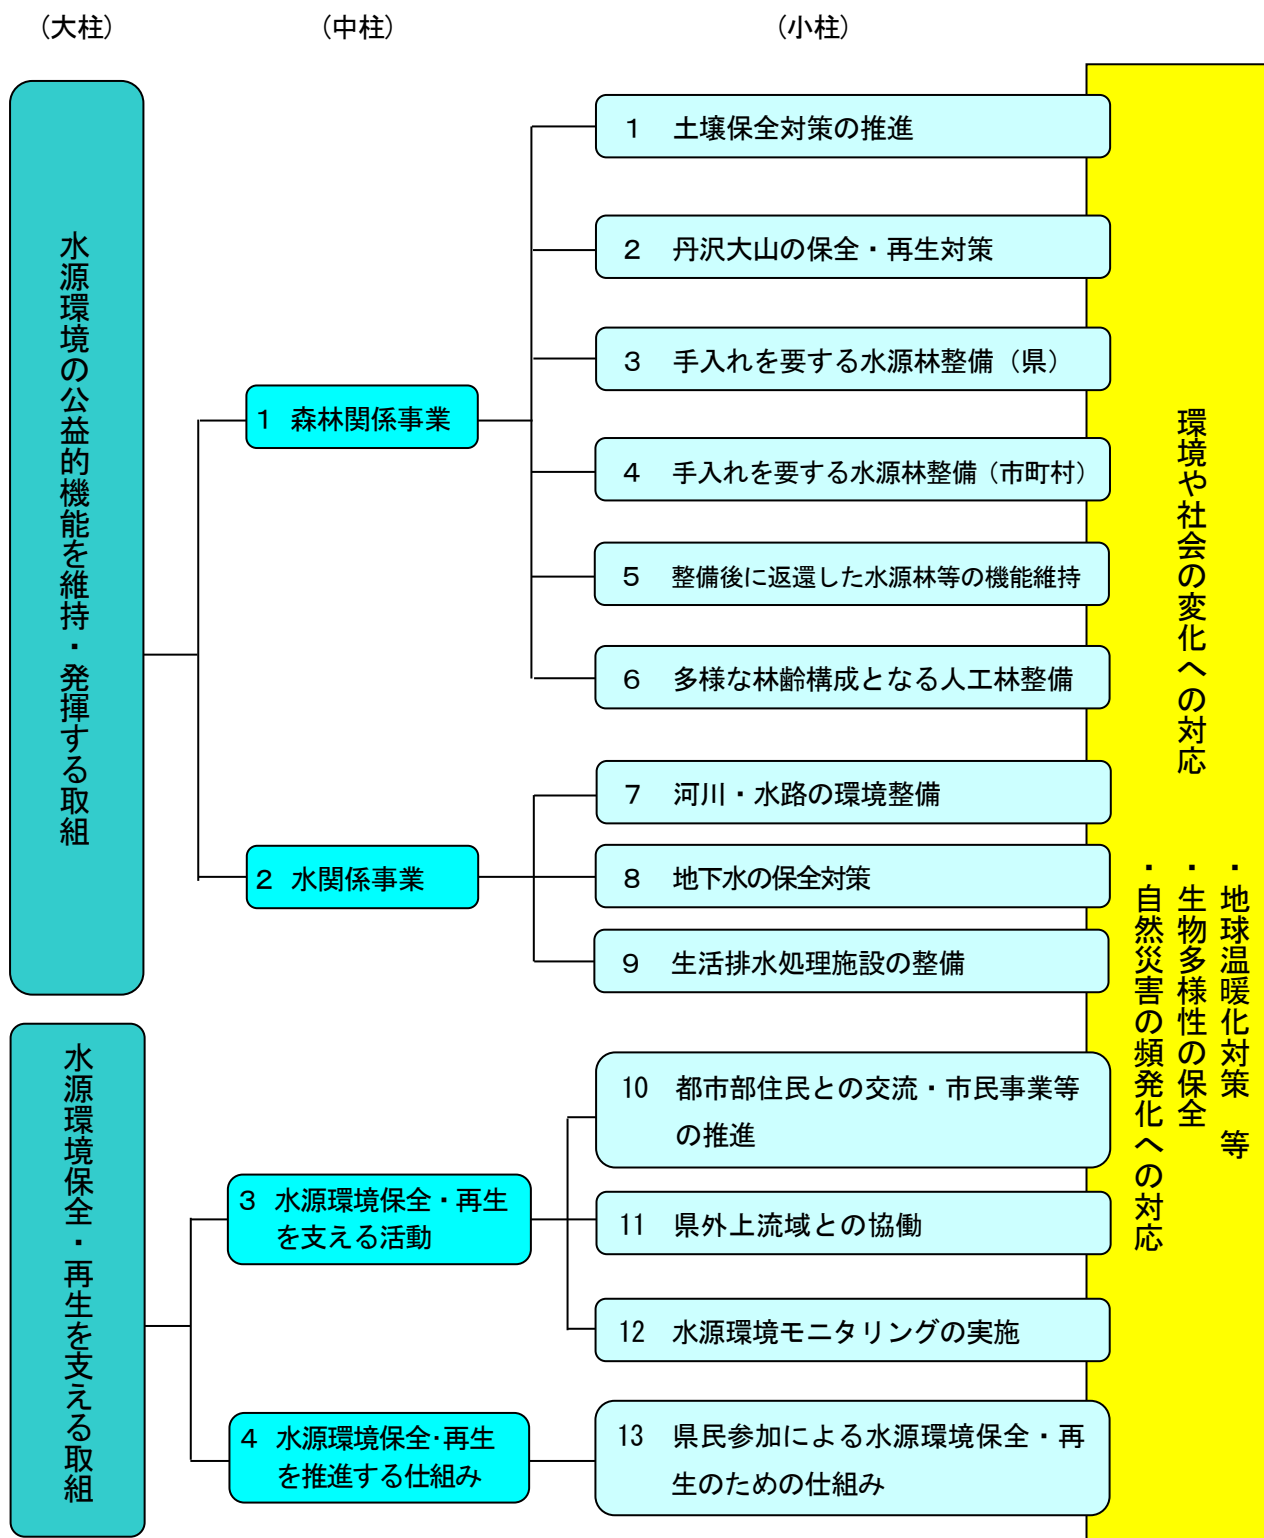 （大柱）
（中柱）
（小柱）
水源環境の公益的機能を維持・発揮する取組
1 森林関係事業
1 土壌保全対策の推進
2 丹沢大山の保全・再生対策
3 手入れを要する水源林整備（県）
4 手入れを要する水源林整備（市町村）
5 整備後に返還した水源林等の機能維持
6 多様な林齢構成となる人工林整備
2 水関係事業
7 河川・水路の環境整備
8 地下水の保全対策
9 生活排水処理施設の整備
水源環境保全・再生を支える取組
3 水源環境保全・再生
を支える活動
10 都市部住民との交流・市民事業等
の推進
11 県外上流域との協働
12 水源環境モニタリングの実施
4 水源環境保全・再生
を推進する仕組み
13 県民参加による水源環境保全・再
生のための仕組み
環境や社会の変化への対応
・地球温暖化対策 等
・生物多様性の保全
・自然災害の頻発化への対応